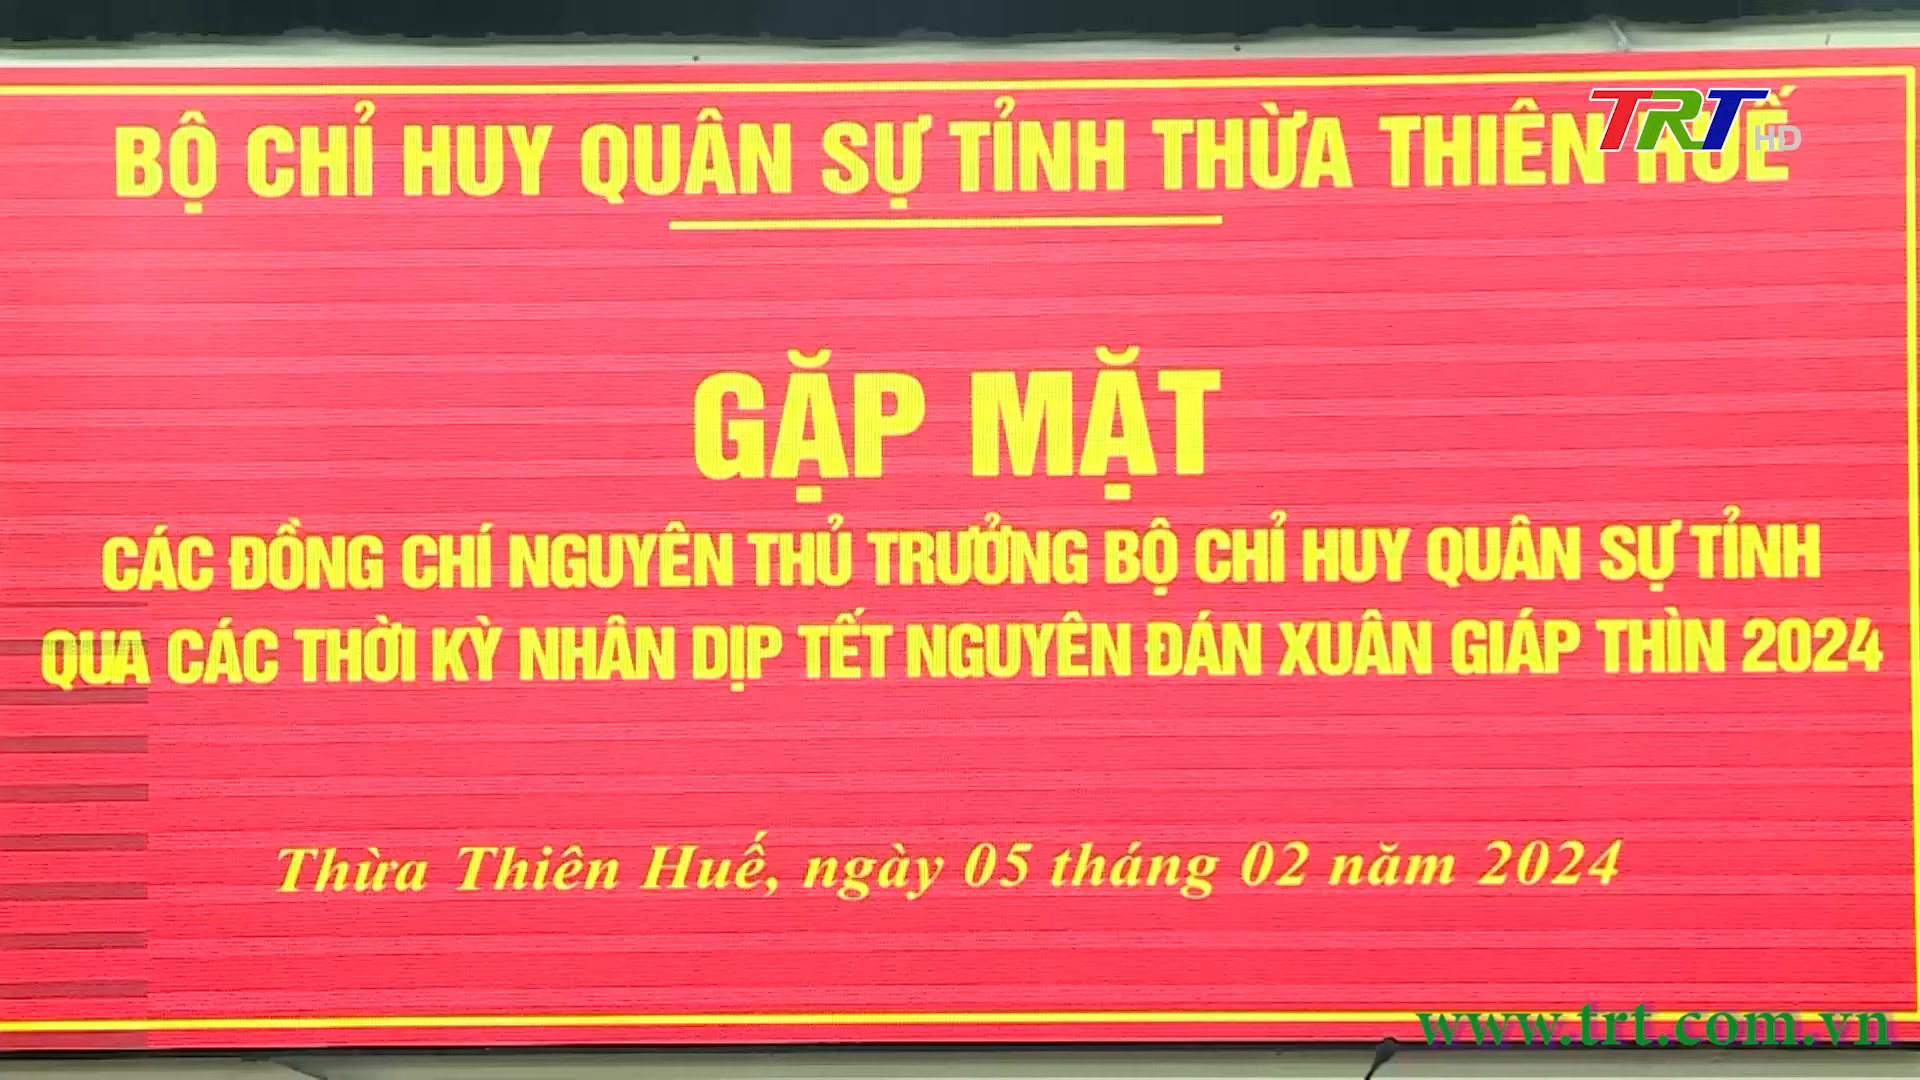 BỘ CHỈ HUY QUÂN SỰ TỈNH THỪA THIÊN HUẾ
TRT HD
GẶP MẶT
CÁC ĐỒNG CHÍ NGUYÊN THỦ TRƯỞNG BỘ CHỈ HUY QUÂN SỰ TỈNH
QUA CÁC THỜI KỲ NHÂN DỊP TẾT NGUYÊN ĐÁN XUÂN GIÁP THÌN 2024
Thừa Thiên Huế, ngày 05 tháng 02 năm 2024
www.trt.com.vn